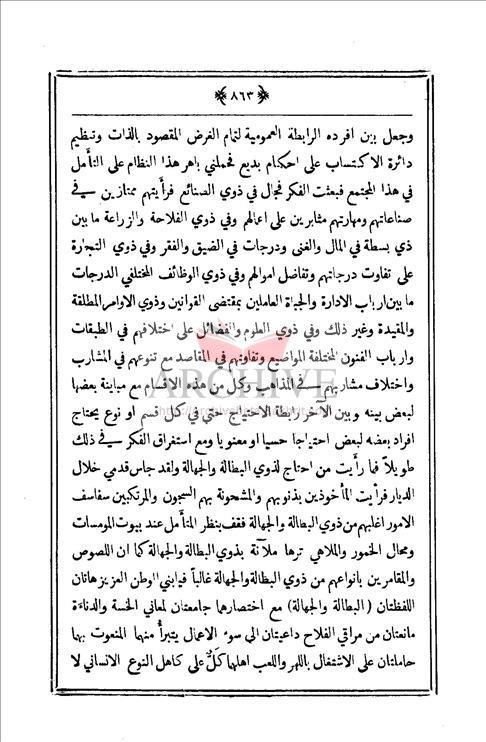 ﴿٨٦٣﴾
وجعل بين افرده الرابطة العمومية لتمام الغرض المقصود بالذات وتنظيم
دائرة الاكتساب على احكام بديع فحملني باهر هذا النظام على التأمل
في هذا المجتمع فبعثت الفكر فجال في ذوي الصنائع فرأيتهم ممتازين في
صناعاتهم ومهارتهم مثابرين على اعمالهم وفي ذوي الفلاحة والزراعة ما بين
ذي بسطة في المال والغنى ودرجات في الضيق والفقر وفي ذوي التجارة
على تفاوت درجاتهم وتفاضل اموالهم وفي ذوي الوظائف المختلفي الدرجات
ما بين ارباب الادارة والجباة العاملين بمقتضى القوانين وذوي الاوامر المطلقة
والمقيدة وغير ذلك وفي ذوي العلوم والفضائل على اختلافهم في الطبقات
وارباب الفنون المختلفة المواضيع وتفاوتهم في المقاصد مع تنوعهم في المشارب
واختلاف مشاربهم في المذاهب وكل من هذه الاقسام مع مباينة بعضها
لبعض بينه وبين الآخر رابطة الاحتياج حتى في كل قسم او نوع يحتاج
افراد بعضه لبعض احتياجا حسيا او معنويا ومع استغراق الفكر في ذلك
طويلاً فما رأيت من احتاج لذوي البطالة والجهالة ولقد جاس قدمي خلال
الديار فرأيت المأخوذين بذنوبهم والمشحونة بهم السجون والمرتكبين سفاسف
الامور اغلبهم من ذوي البطالة والجهالة فقف بنظر المتأمل عند بيوت المومسات
ومحال الخمور والملاهي ترها ملآنة بذوي البطالة والجهالة كما ان اللصوص
والمقامرين بانواعهم من ذوي البطالة والجهالة غالباً فيابني الوطن العزيز هاتان
اللفظتان (البطالة والجهالة) مع اختصارها جامعتان لمعاني الخسة والدناءة
مانعتان من مراقي الفلاح داعيتان الى سوء الاعمال يتبرأ منهما المنعوت بهما
حاملتان على الاشتغال باللهو واللعب اهلهما كَلٌّ على كاهل النوع الانساني لا
ARCHIVE